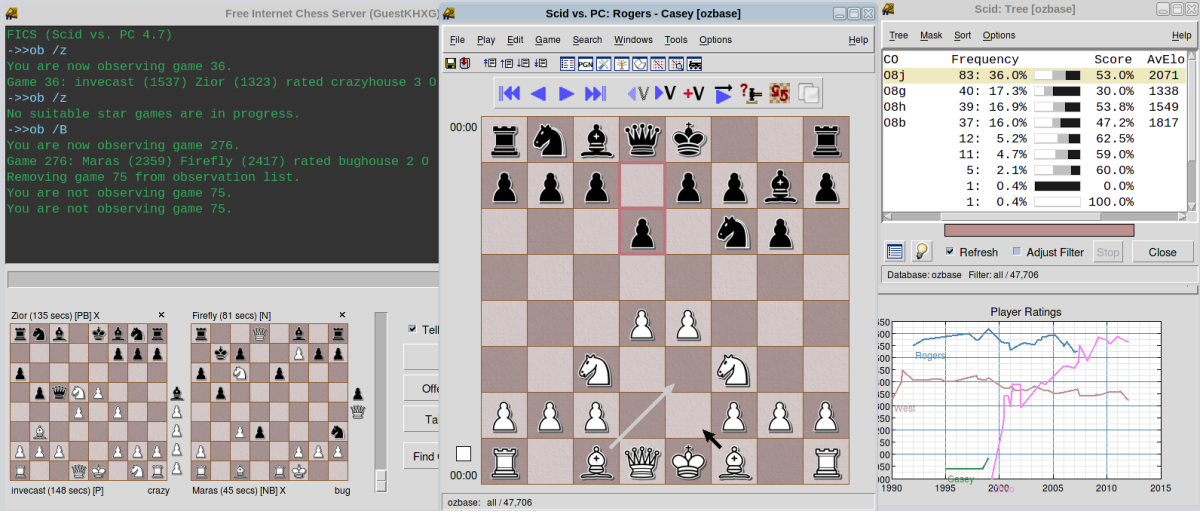 Free Internet Chess Server (GuestKHXG)
FICS (Scid vs. PC 4.7)
->>ob /z
You are now observing game 36.
Game 36: invecast (1537) Zior (1323) rated crazyhouse 3 0
->>ob /z
No suitable star games are in progress.
->>ob /B
You are now observing game 276.
Game 276: Maras (2359) Firefly (2417) rated bughouse 2 0
Removing game 75 from observation list.
You are not observing game 75.
You are not observing game 75.
Zior (135 secs) [PB] X
Firefly (81 secs) [N]
invecast (148 secs) [P]
crazy
Maras (45 secs) [NB] X
bug
Tell
Offe
Ta
Find
Scid vs. PC: Rogers - Casey [ozbase]
File Play Edit Game Search Windows Tools Options Help
PGN
V V +V
00:00
00:00
ozbase: all / 47,706
Scid: Tree [ozbase]
Tree Mask Sort Options Help
CO Frequency Score AvElo
08j 83: 36.0% 53.0% 2071
08g 40: 17.3% 30.0% 1338
08h 39: 16.9% 53.8% 1549
08b 37: 16.0% 47.2% 1817
12: 5.2% 62.5%
11: 4.7% 59.0%
5: 2.1% 60.0%
1: 0.4% 0.0%
1: 0.4% 100.0%
Refresh Adjust Filter Stop Close
Database: ozbase Filter: all / 47,706
Player Ratings
Rogers
West
Casey
1990 1995 2000 2005 2010 2015